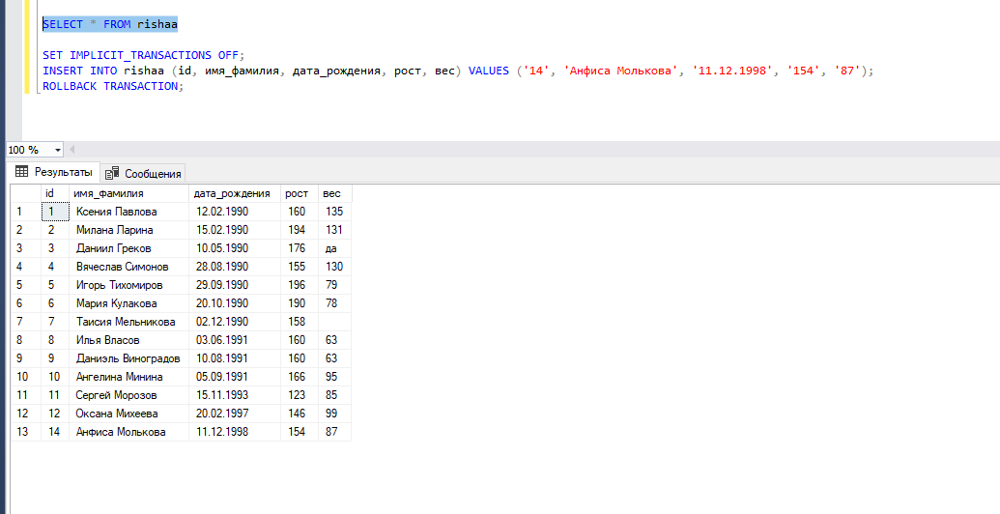 SELECT * FROM rishaa
SET IMPLICIT_TRANSACTIONS OFF;
INSERT INTO rishaa (id, имя_фамилия, дата_рождения, рост, вес) VALUES ('14', 'Анфиса Молькова', '11.12.1998', '154', '87');
ROLLBACK TRANSACTION;
100 %
Результаты Сообщения
id имя_фамилия дата_рождения рост вес
1 1 Ксения Павлова 12.02.1990 160 135
2 2 Милана Ларина 15.02.1990 194 131
3 3 Даниил Греков 10.05.1990 176 да
4 4 Вячеслав Симонов 28.08.1990 155 130
5 5 Игорь Тихомиров 29.09.1990 196 79
6 6 Мария Кулакова 20.10.1990 190 78
7 7 Таисия Мельникова 02.12.1990 158
8 8 Илья Власов 03.06.1991 160 63
9 9 Даниэль Виноградов 10.08.1991 160 63
10 10 Ангелина Минина 05.09.1991 166 95
11 11 Сергей Морозов 15.11.1993 123 85
12 12 Оксана Михеева 20.02.1997 146 99
13 14 Анфиса Молькова 11.12.1998 154 87